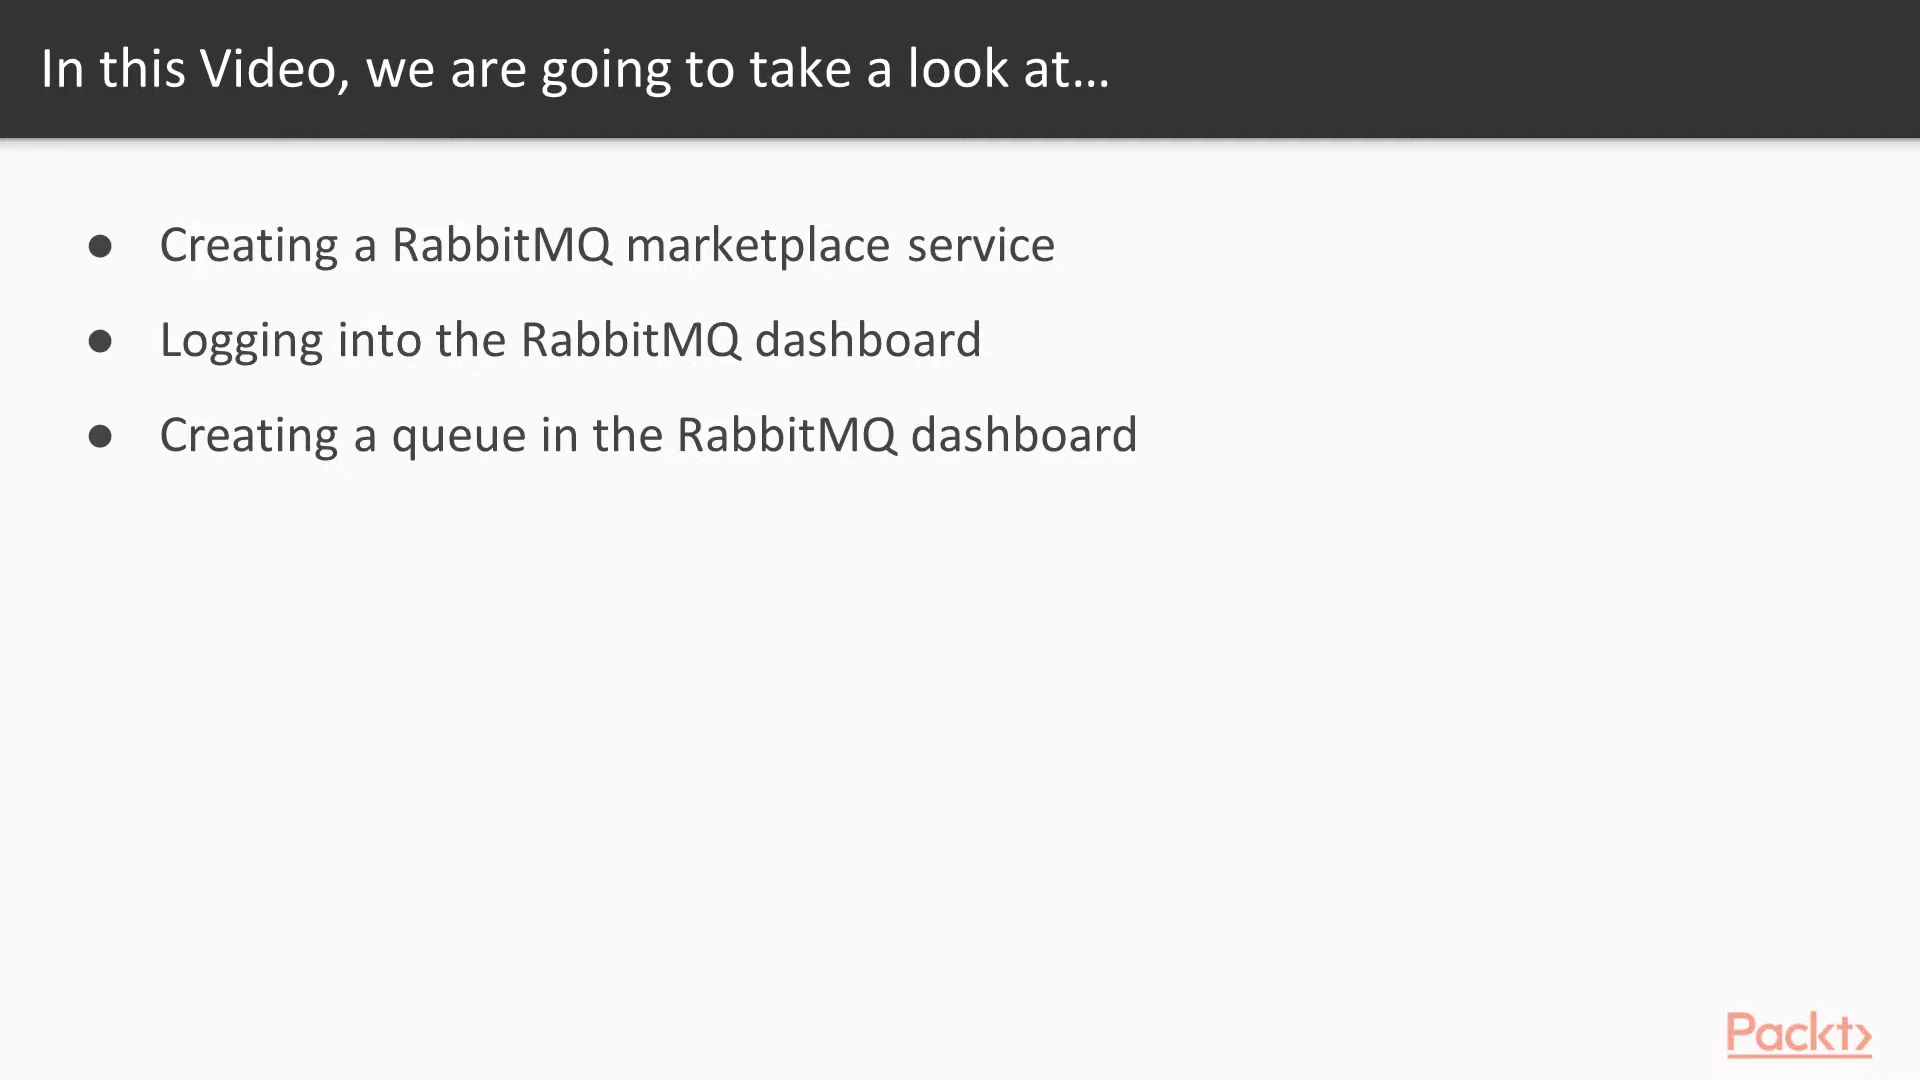 In this Video, we are going to take a look at…
● Creating a RabbitMQ marketplace service
● Logging into the RabbitMQ dashboard
● Creating a queue in the RabbitMQ dashboard
Packt>